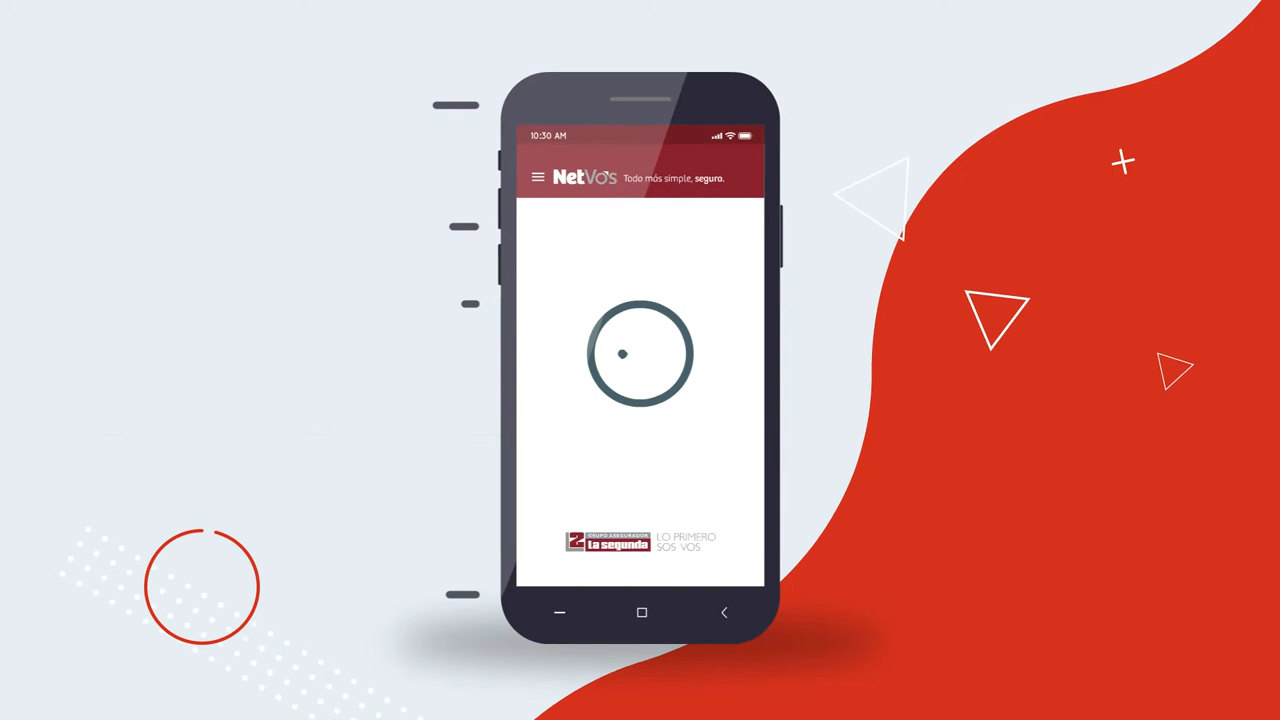 10:30 AM
NetVos Todo más simple, seguro.
GRUPO ASEGURADOR
La segunda
LO PRIMERO
SOS VOS